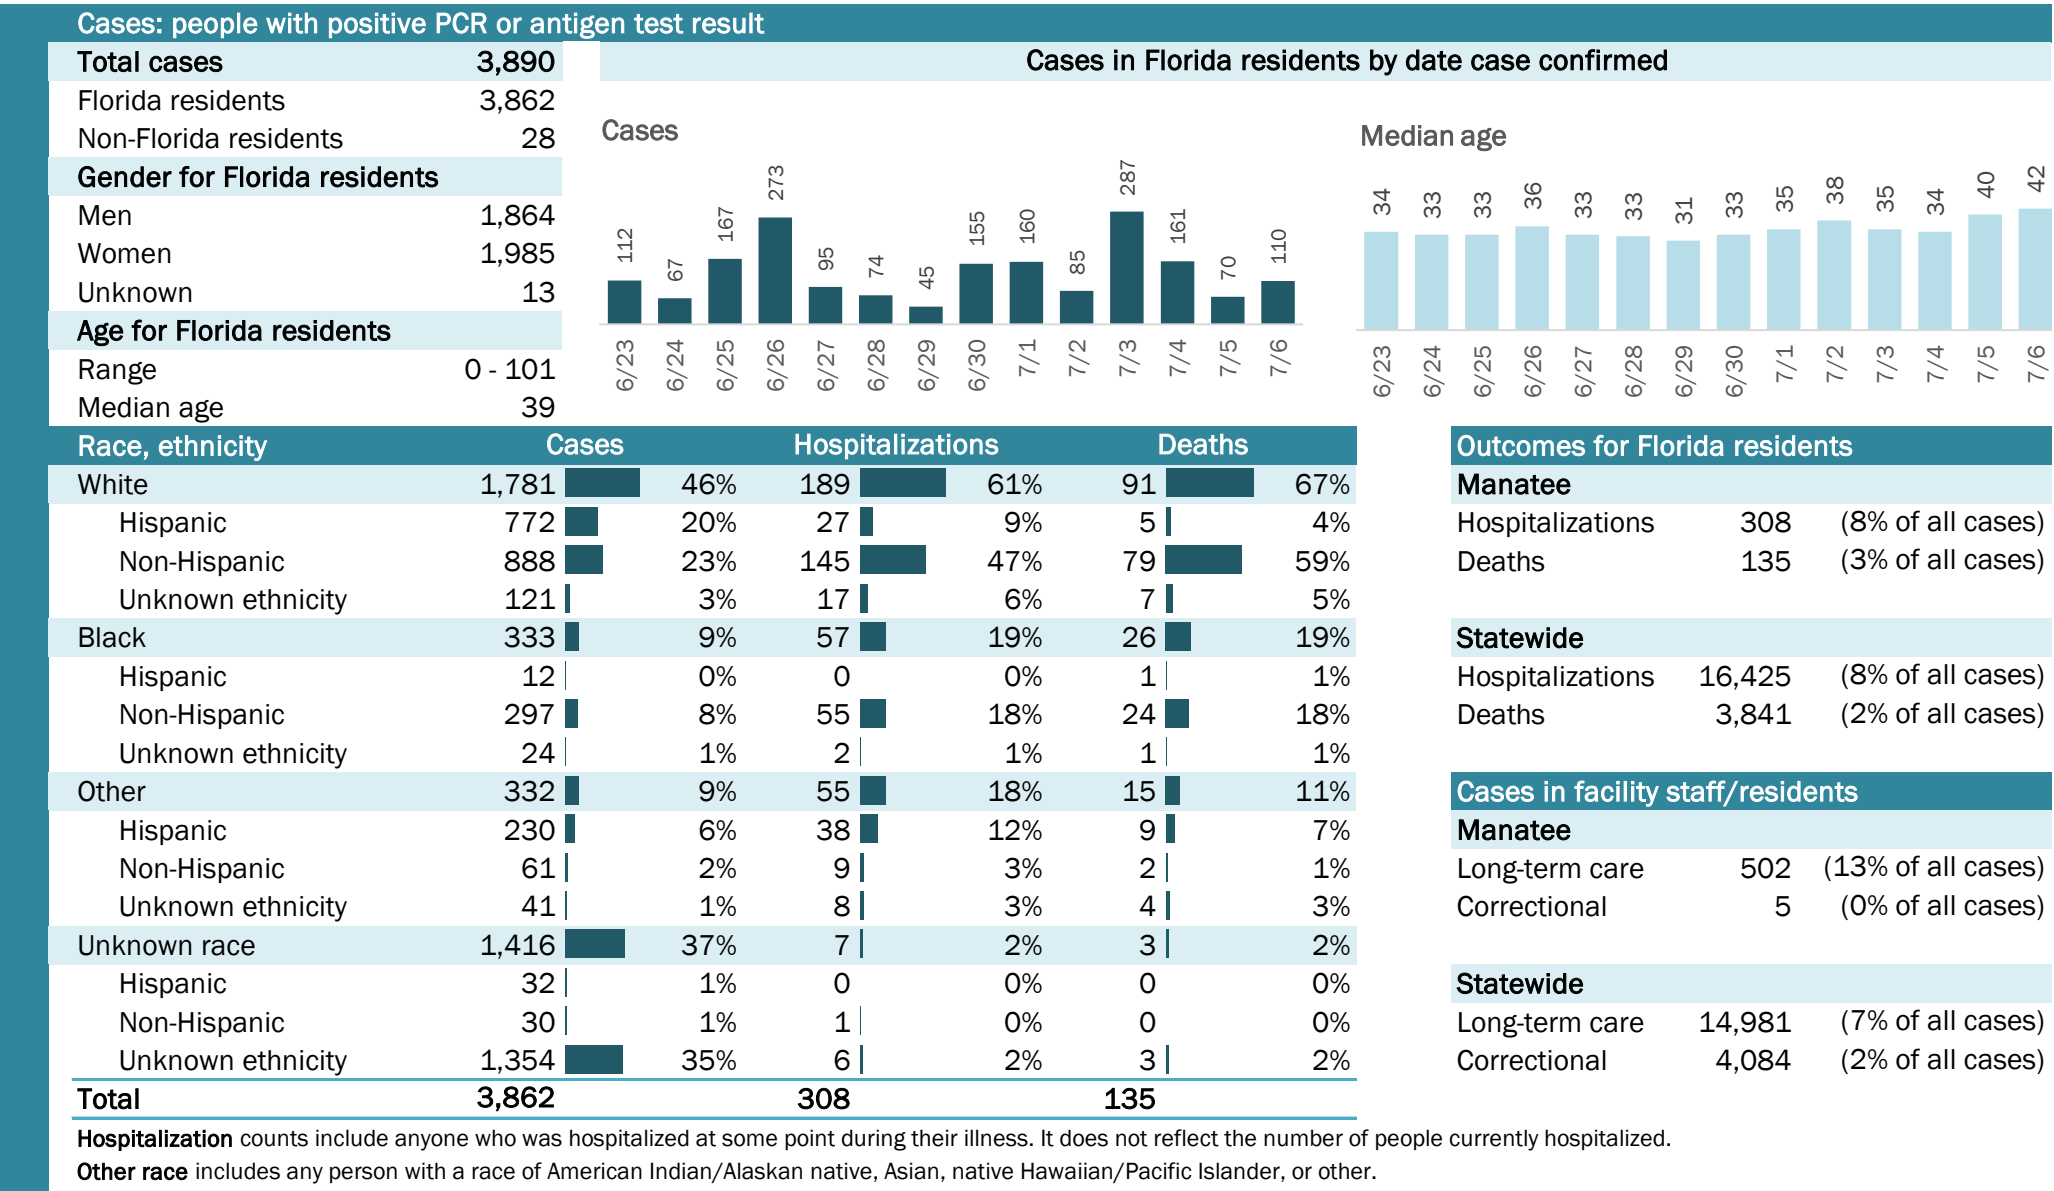 Cases: people with positive PCR or antigen test result
Total cases 3,890
Florida residents 3,862
Non-Florida residents 28
Gender for Florida residents
Men 1,864
Women 1,985
Unknown 13
Age for Florida residents
Range 0 - 101
Median age 39
Cases in Florida residents by date case confirmed
Cases
112 67 167 273 95 74 45 155 160 85 287 161 70 110
6/23 6/24 6/25 6/26 6/27 6/28 6/29 6/30 7/1 7/2 7/3 7/4 7/5 7/6
Median age
34 33 33 36 33 33 31 33 35 38 35 34 40 42
6/23 6/24 6/25 6/26 6/27 6/28 6/29 6/30 7/1 7/2 7/3 7/4 7/5 7/6
Race, ethnicity Cases Hospitalizations Deaths
White 1,781 46% 189 61% 91 67%
Hispanic 772 20% 27 9% 5 4%
Non-Hispanic 888 23% 145 47% 79 59%
Unknown ethnicity 121 3% 17 6% 7 5%
Black 333 9% 57 19% 26 19%
Hispanic 12 0% 0 0% 1 1%
Non-Hispanic 297 8% 55 18% 24 18%
Unknown ethnicity 24 1% 2 1% 1 1%
Other 332 9% 55 18% 15 11%
Hispanic 230 6% 38 12% 9 7%
Non-Hispanic 61 2% 9 3% 2 1%
Unknown ethnicity 41 1% 8 3% 4 3%
Unknown race 1,416 37% 7 2% 3 2%
Hispanic 32 1% 0 0% 0 0%
Non-Hispanic 30 1% 1 0% 0 0%
Unknown ethnicity 1,354 35% 6 2% 3 2%
Total 3,862 308 135
Outcomes for Florida residents
Manatee
Hospitalizations 308 (8% of all cases)
Deaths 135 (3% of all cases)
Statewide
Hospitalizations 16,425 (8% of all cases)
Deaths 3,841 (2% of all cases)
Cases in facility staff/residents
Manatee
Long-term care 502 (13% of all cases)
Correctional 5 (0% of all cases)
Statewide
Long-term care 14,981 (7% of all cases)
Correctional 4,084 (2% of all cases)
Hospitalization counts include anyone who was hospitalized at some point during their illness. It does not reflect the number of people currently hospitalized.
Other race includes any person with a race of American Indian/Alaskan native, Asian, native Hawaiian/Pacific Islander, or other.